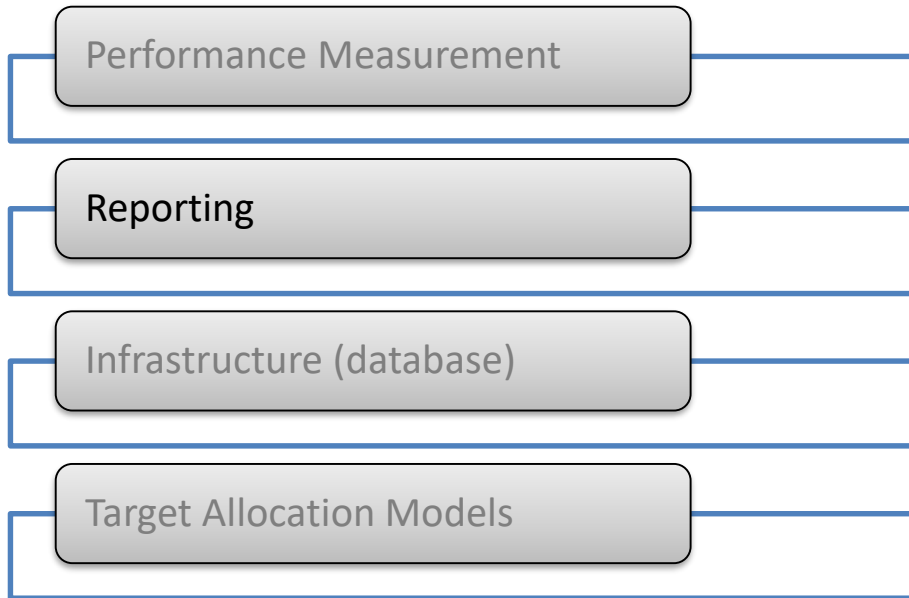 Performance Measurement
Reporting
Infrastructure (database)
Target Allocation Models